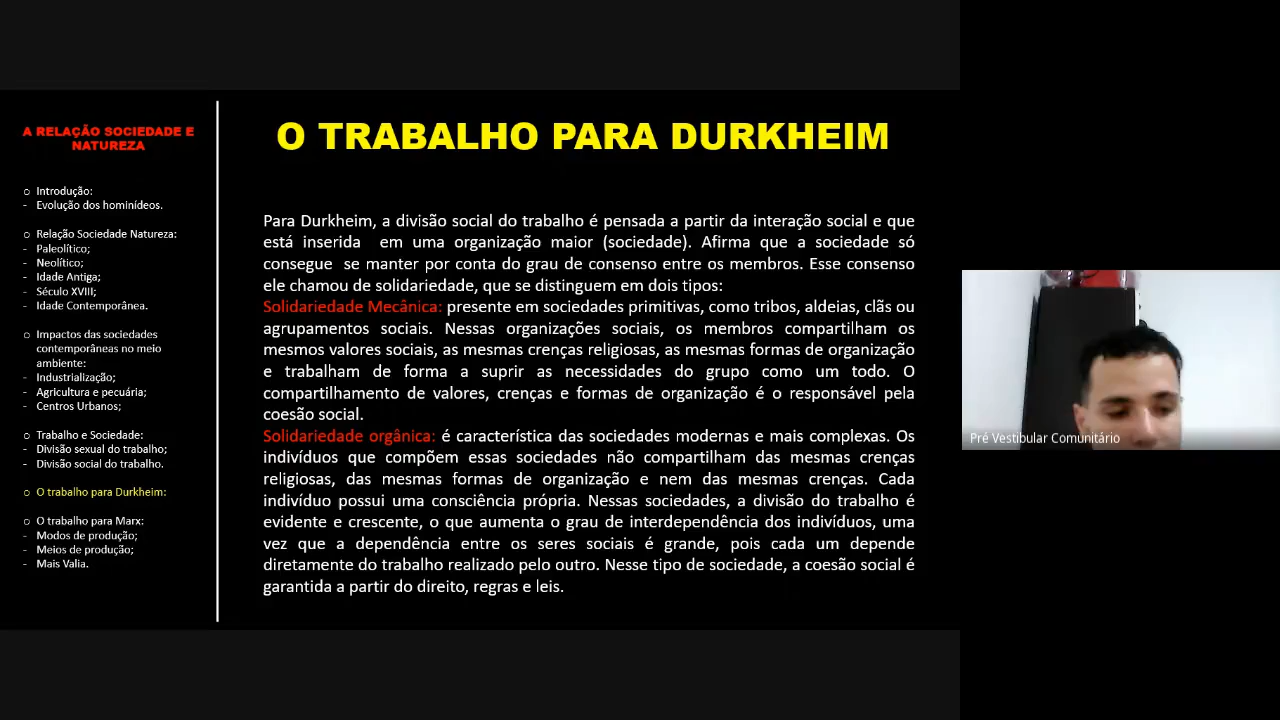 A RELAÇÃO SOCIEDADE E
NATUREZA
o Introdução:
- Evolução dos hominídeos.
o Relação Sociedade Natureza:
- Paleolítico;
- Neolítico;
- Idade Antiga;
- Século XVIII;
- Idade Contemporânea.
o Impactos das sociedades
contemporâneas no meio
ambiente:
- Industrialização;
- Agricultura e pecuária;
- Centros Urbanos;
o Trabalho e Sociedade:
- Divisão sexual do trabalho;
- Divisão social do trabalho.
o O trabalho para Durkheim:
o O trabalho para Marx:
- Modos de produção;
- Meios de produção;
- Mais Valia.
O TRABALHO PARA DURKHEIM
Para Durkheim, a divisão social do trabalho é pensada a partir da interação social e que
está inserida em uma organização maior (sociedade). Afirma que a sociedade só
consegue se manter por conta do grau de consenso entre os membros. Esse consenso
ele chamou de solidariedade, que se distinguem em dois tipos:
Solidariedade Mecânica: presente em sociedades primitivas, como tribos, aldeias, clãs ou
agrupamentos sociais. Nessas organizações sociais, os membros compartilham os
mesmos valores sociais, as mesmas crenças religiosas, as mesmas formas de organização
e trabalham de forma a suprir as necessidades do grupo como um todo. O
compartilhamento de valores, crenças e formas de organização é o responsável pela
coesão social.
Solidariedade orgânica: é característica das sociedades modernas e mais complexas. Os
indivíduos que compõem essas sociedades não compartilham das mesmas crenças
religiosas, das mesmas formas de organização e nem das mesmas crenças. Cada
indivíduo possui uma consciência própria. Nessas sociedades, a divisão do trabalho é
evidente e crescente, o que aumenta o grau de interdependência dos indivíduos, uma
vez que a dependência entre os seres sociais é grande, pois cada um depende
diretamente do trabalho realizado pelo outro. Nesse tipo de sociedade, a coesão social é
garantida a partir do direito, regras e leis.
Pré Vestibular Comunitário